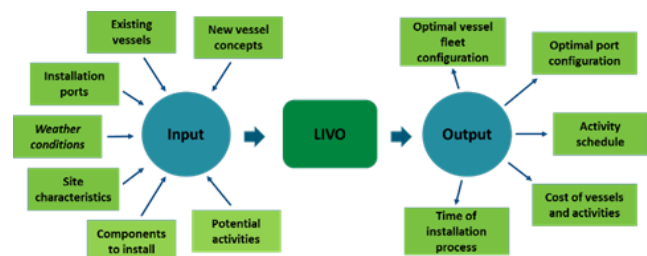 Existing
vessels
New vessel
concepts
Installation
ports
Weather
conditions
Site
characteristics
Components
to install
Potential
activities
Input
LIVO
Output
Optimal vessel
fleet
configuration
Optimal port
configuration
Activity
schedule
Cost of vessels
and activities
Time of
installation
process